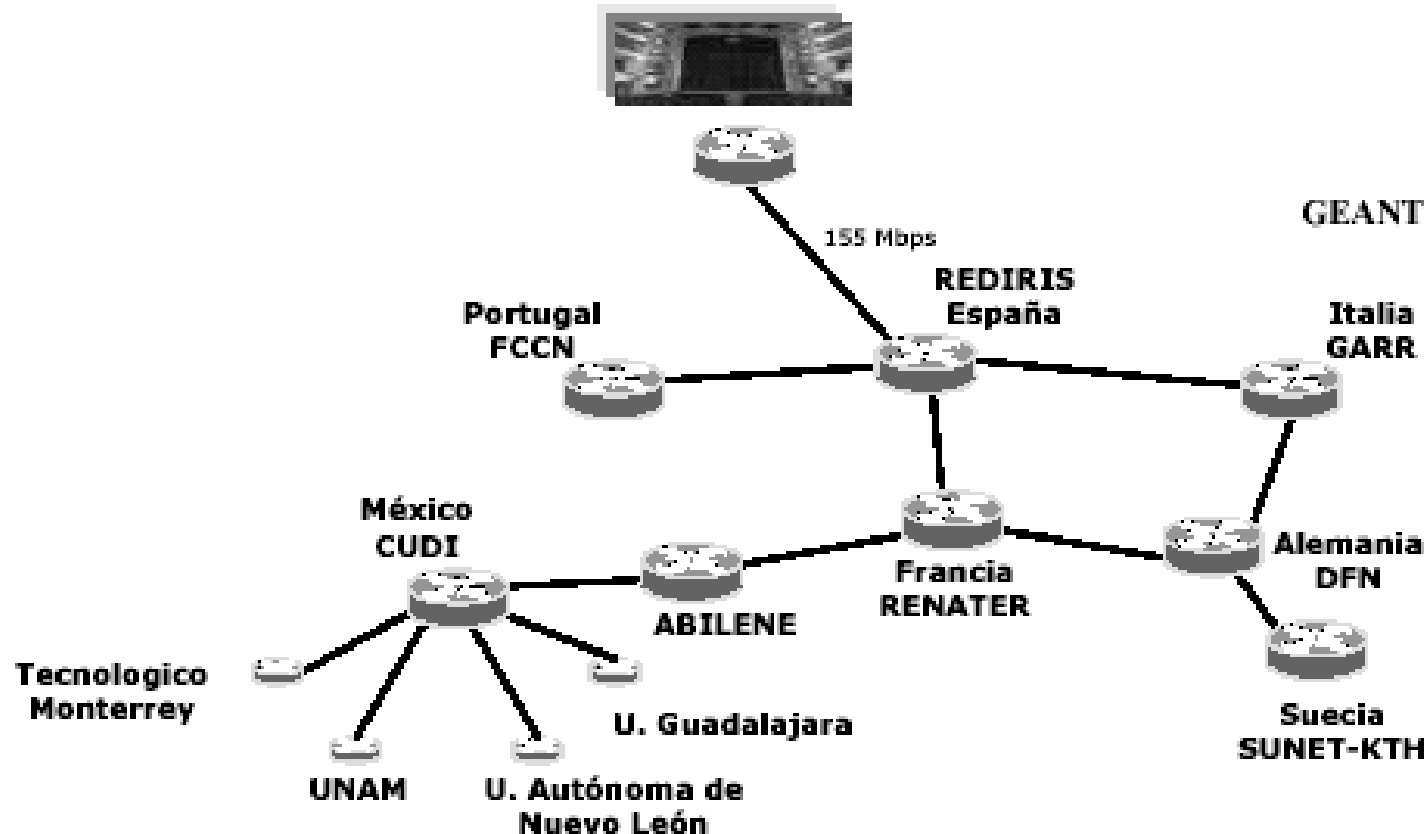 155 Mbps
GEANT
REDIRIS
España
Portugal
FCCN
Italia
GARR
México
CUDI
ABILENE
Francia
RENATER
Alemania
DFN
Tecnologico
Monterrey
U. Guadalajara
Suecia
SUNET-KTH
UNAM
U. Autónoma de
Nuevo León